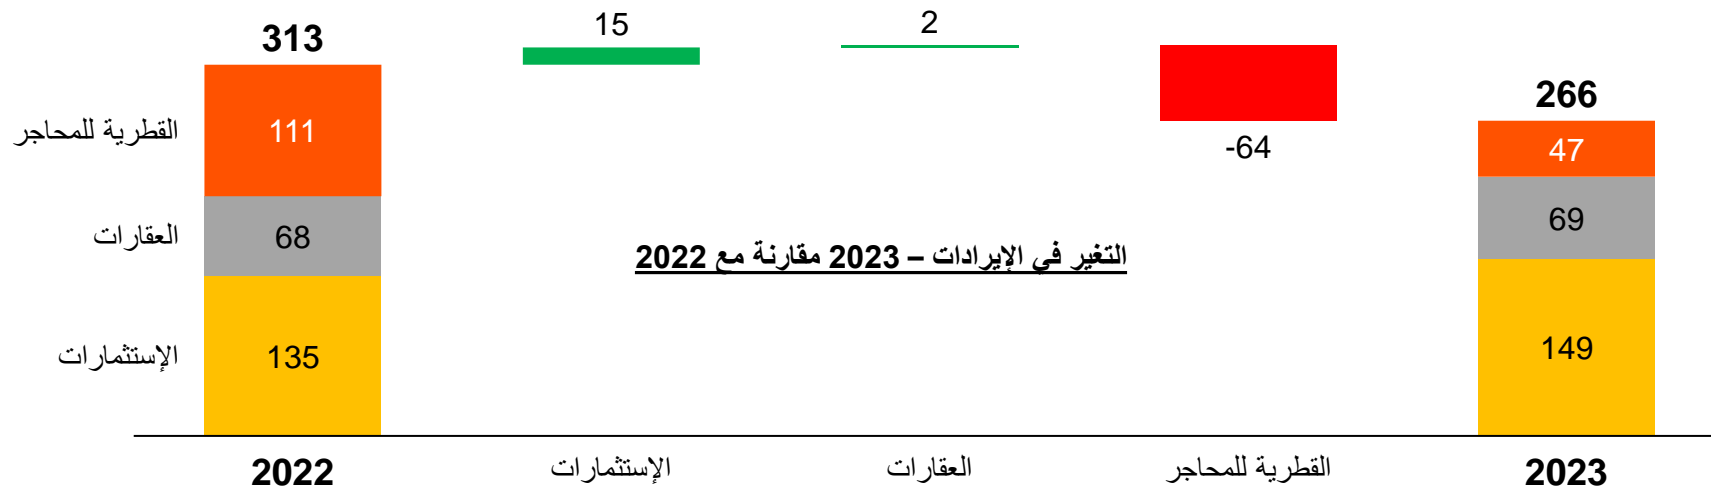 313
15
2
266
القطرية للمحاجر
111
-64
47
العقارات
68
69
التغير في الإيرادات – 2023 مقارنة مع 2022
الإستثمارات
135
149
2022
الإستثمارات
العقارات
القطرية للمحاجر
2023